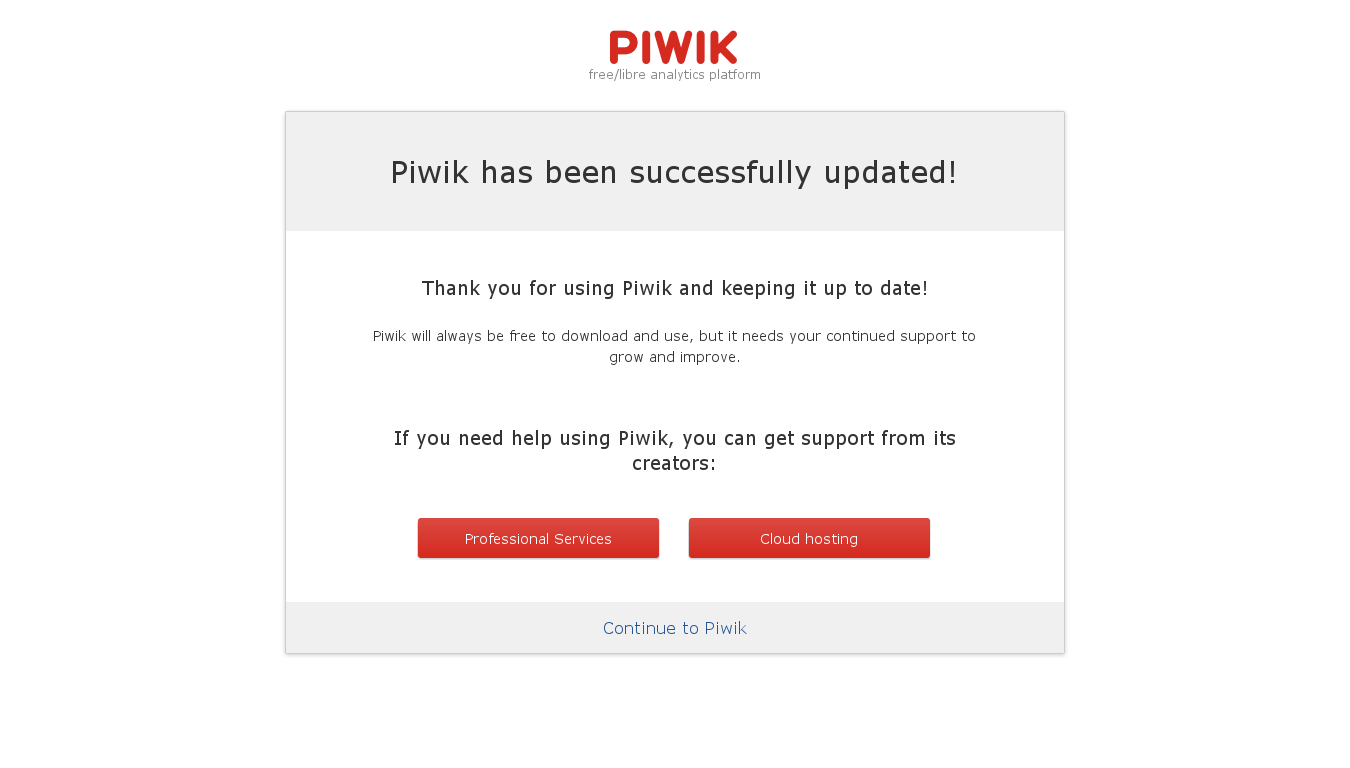 PIWIK
free/libre analytics platform
Piwik has been successfully updated!
Thank you for using Piwik and keeping it up to date!
Piwik will always be free to download and use, but it needs your continued support to
grow and improve.
If you need help using Piwik, you can get support from its
creators:
Professional Services
Cloud hosting
Continue to Piwik